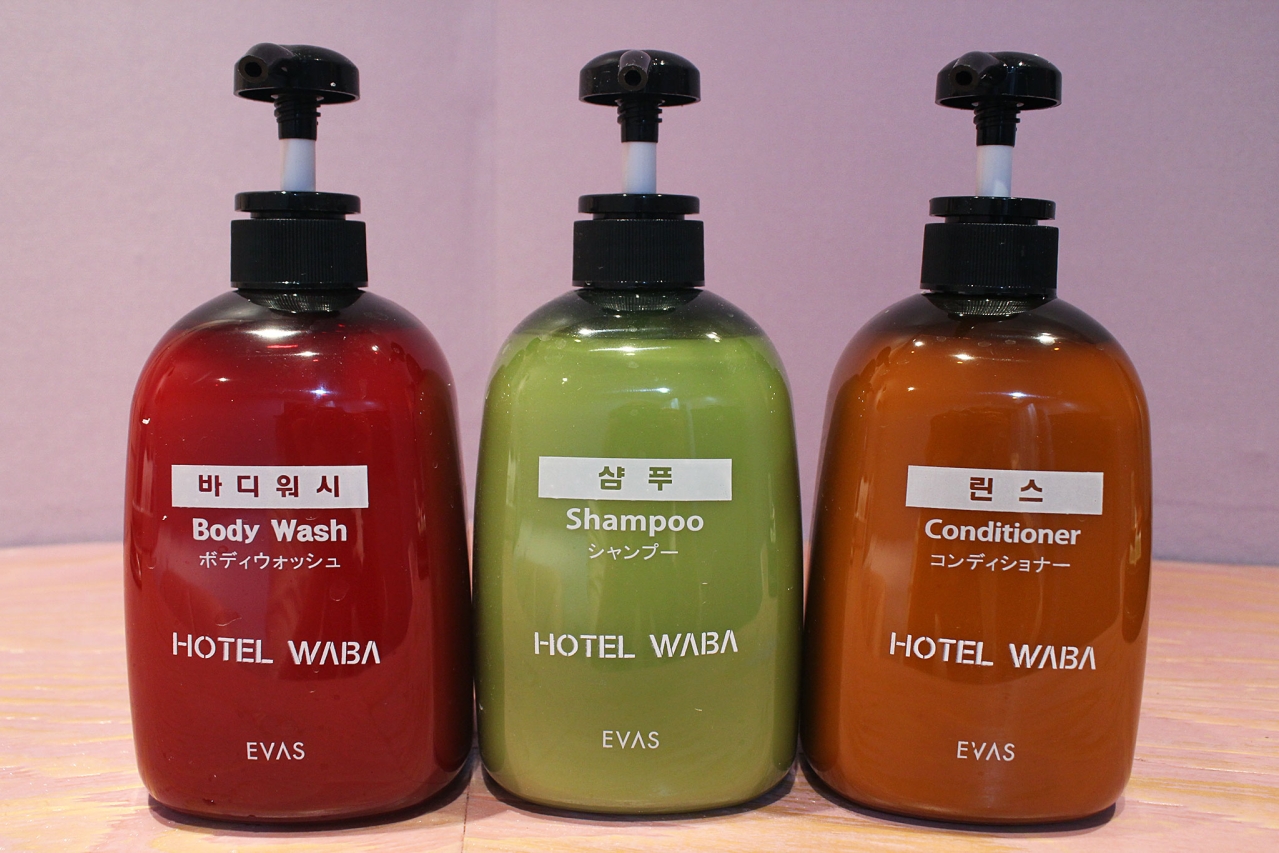 바디워시
Body Wash
ボディウォッシュ
HOTEL WABA
EVAS
샴푸
Shampoo
シャンプー
HOTEL WABA
EVAS
린스
Conditioner
コンディショナー
HOTEL WABA
EVAS